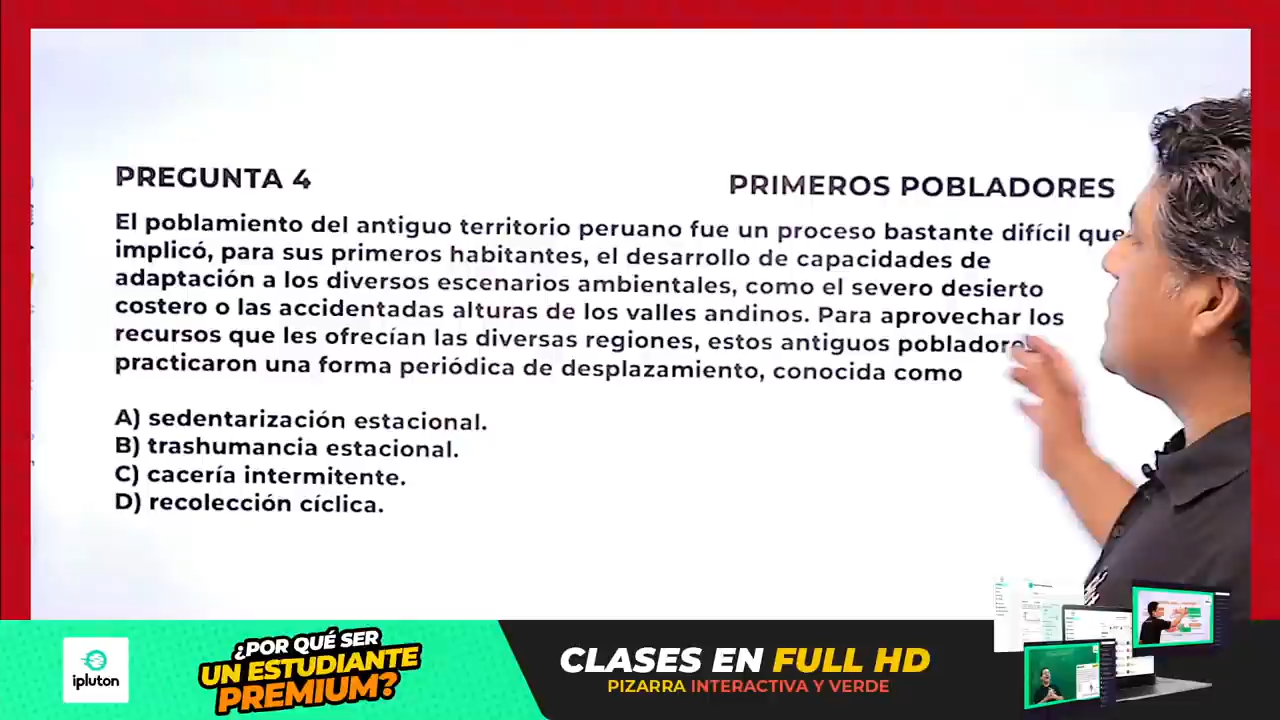 PREGUNTA 4
PRIMEROS POBLADORES
El poblamiento del antiguo territorio peruano fue un proceso bastante difícil que
implicó, para sus primeros habitantes, el desarrollo de capacidades de
adaptación a los diversos escenarios ambientales, como el severo desierto
costero o las accidentadas alturas de los valles andinos. Para aprovechar los
recursos que les ofrecían las diversas regiones, estos antiguos
practicaron una forma periódica de desplazamiento, conocida como
A) sedentarización estacional.
B) trashumancia estacional.
C) cacería intermitente.
D) recolección cíclica.
ipluton
¿POR QUÉ SER
UN ESTUDIANTE
PREMIUM?
CLASES EN FULL HD
PIZARRA INTERACTIVA Y VERDE